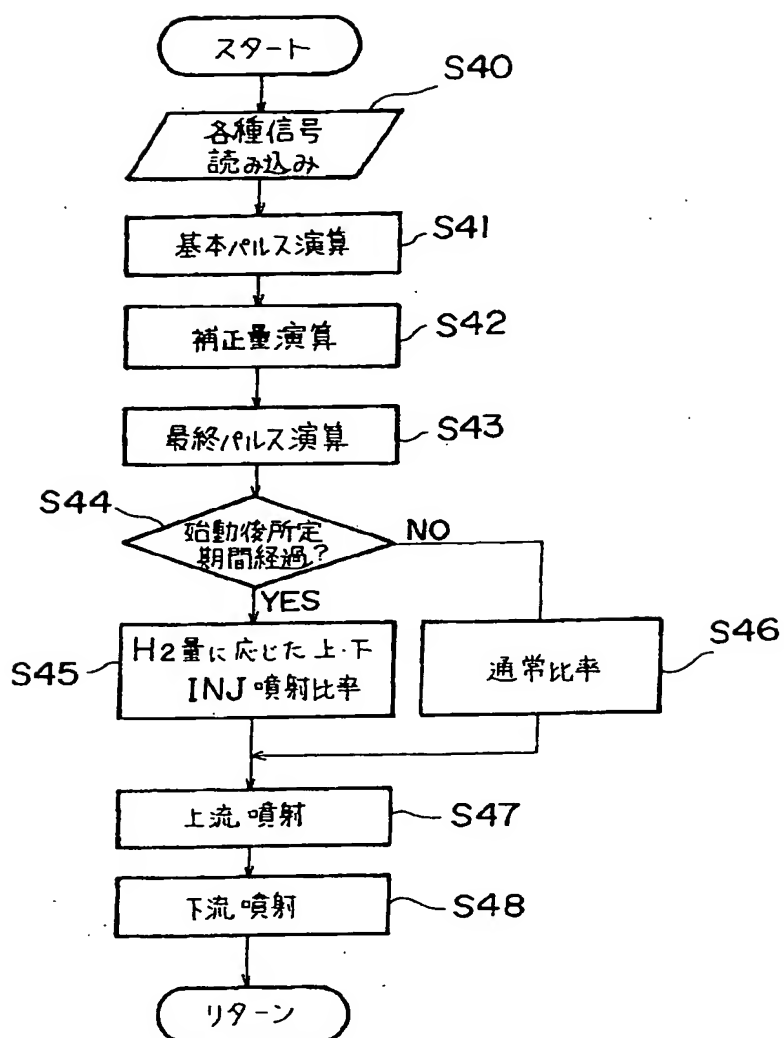 スタート
S40
各種信号
読み込み
基本パルス演算
S41
補正量演算
S42
最終パルス演算
S43
S44
始動後所定
期間経過?
NO
YES
S45
H2量に応じた上・下
INJ噴射比率
通常比率
S46
上流噴射
S47
下流噴射
S48
リターン